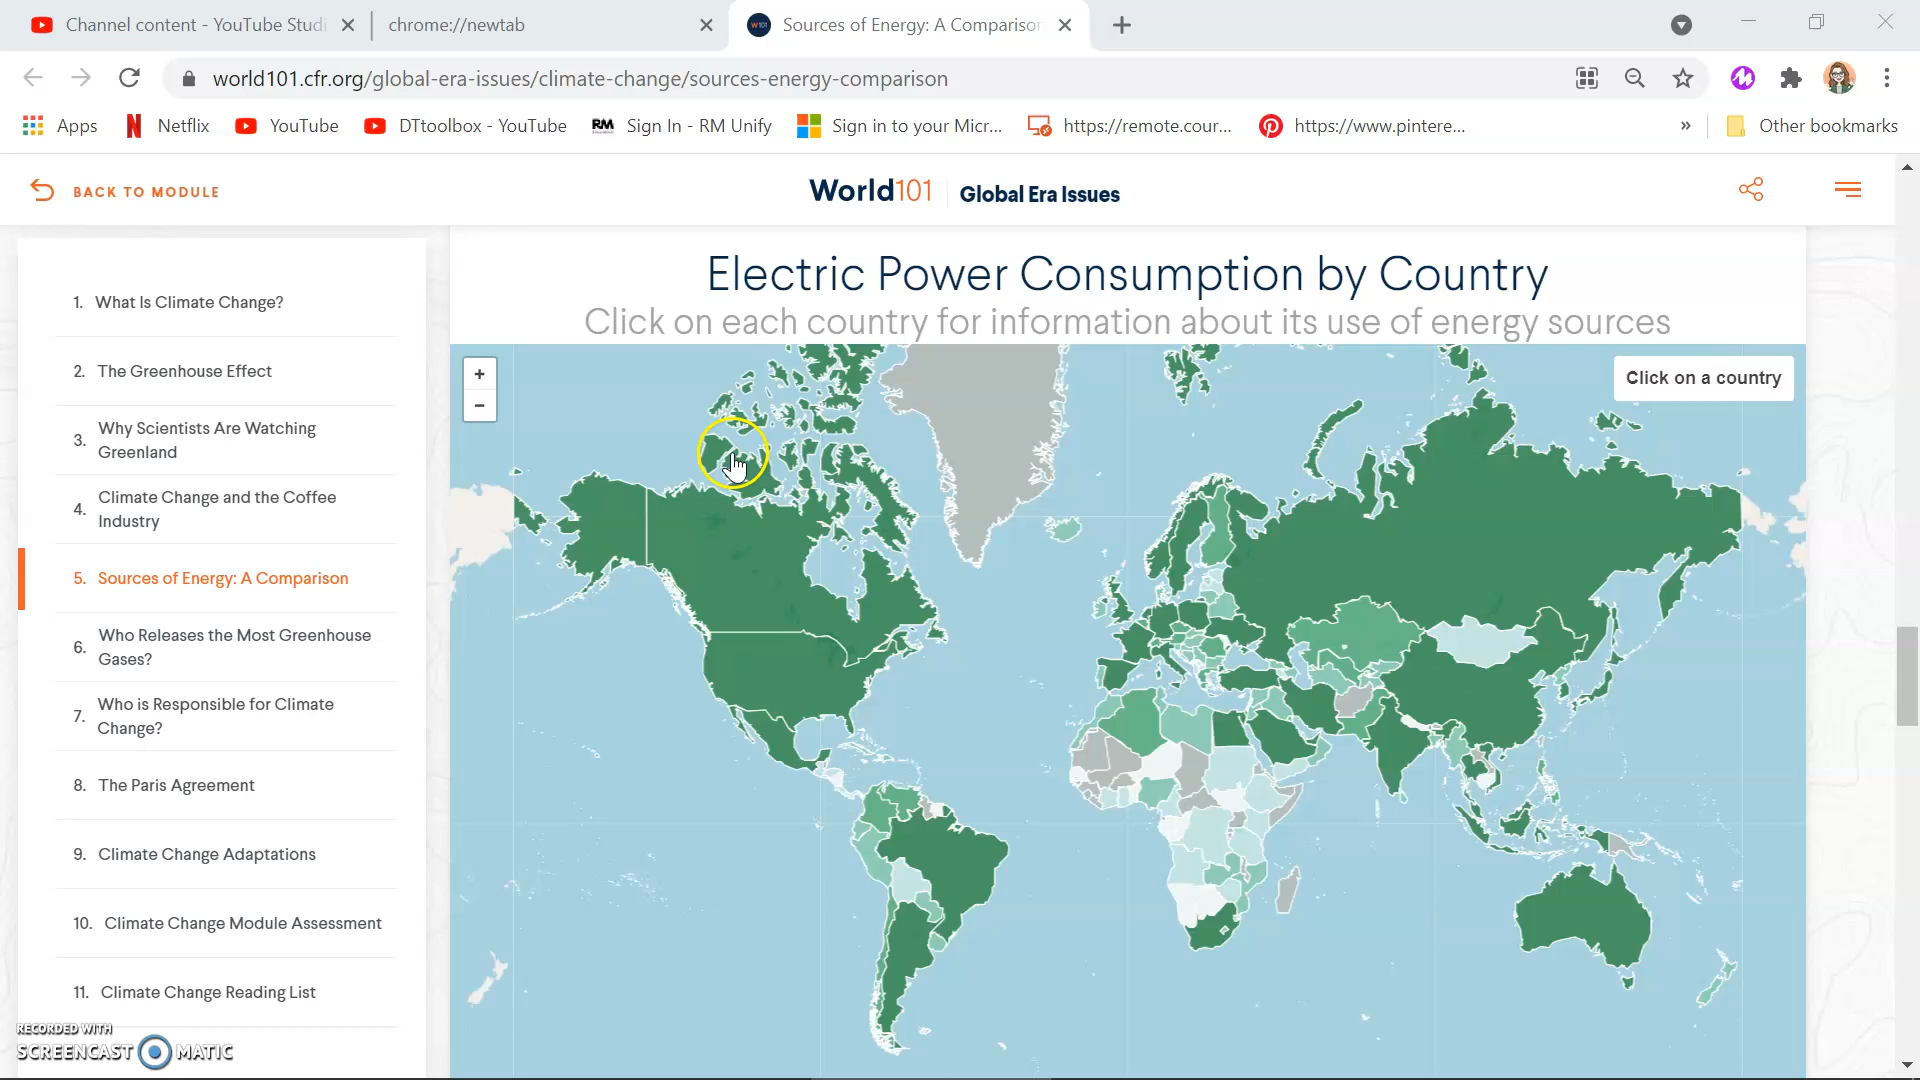 Channel content - YouTube Studi
chrome://newtab
W101
Sources of Energy: A Comparison
world101.cfr.org/global-era-issues/climate-change/sources-energy-comparison
Apps
Netflix
YouTube
DTtoolbox - YouTube
RM
Sign In - RM Unify
Sign in to your Micr...
https://remote.cour...
https://www.pintere...
»
Other bookmarks
BACK TO MODULE
World101
Global Era Issues
Electric Power Consumption by Country
Click on each country for information about its use of energy sources
+
−
Click on a country
1. What Is Climate Change?
2. The Greenhouse Effect
3. Why Scientists Are Watching
Greenland
4. Climate Change and the Coffee
Industry
5. Sources of Energy: A Comparison
6. Who Releases the Most Greenhouse
Gases?
7. Who is Responsible for Climate
Change?
8. The Paris Agreement
9. Climate Change Adaptations
10. Climate Change Module Assessment
11. Climate Change Reading List
RECORDED WITH
SCREENCAST MATIC